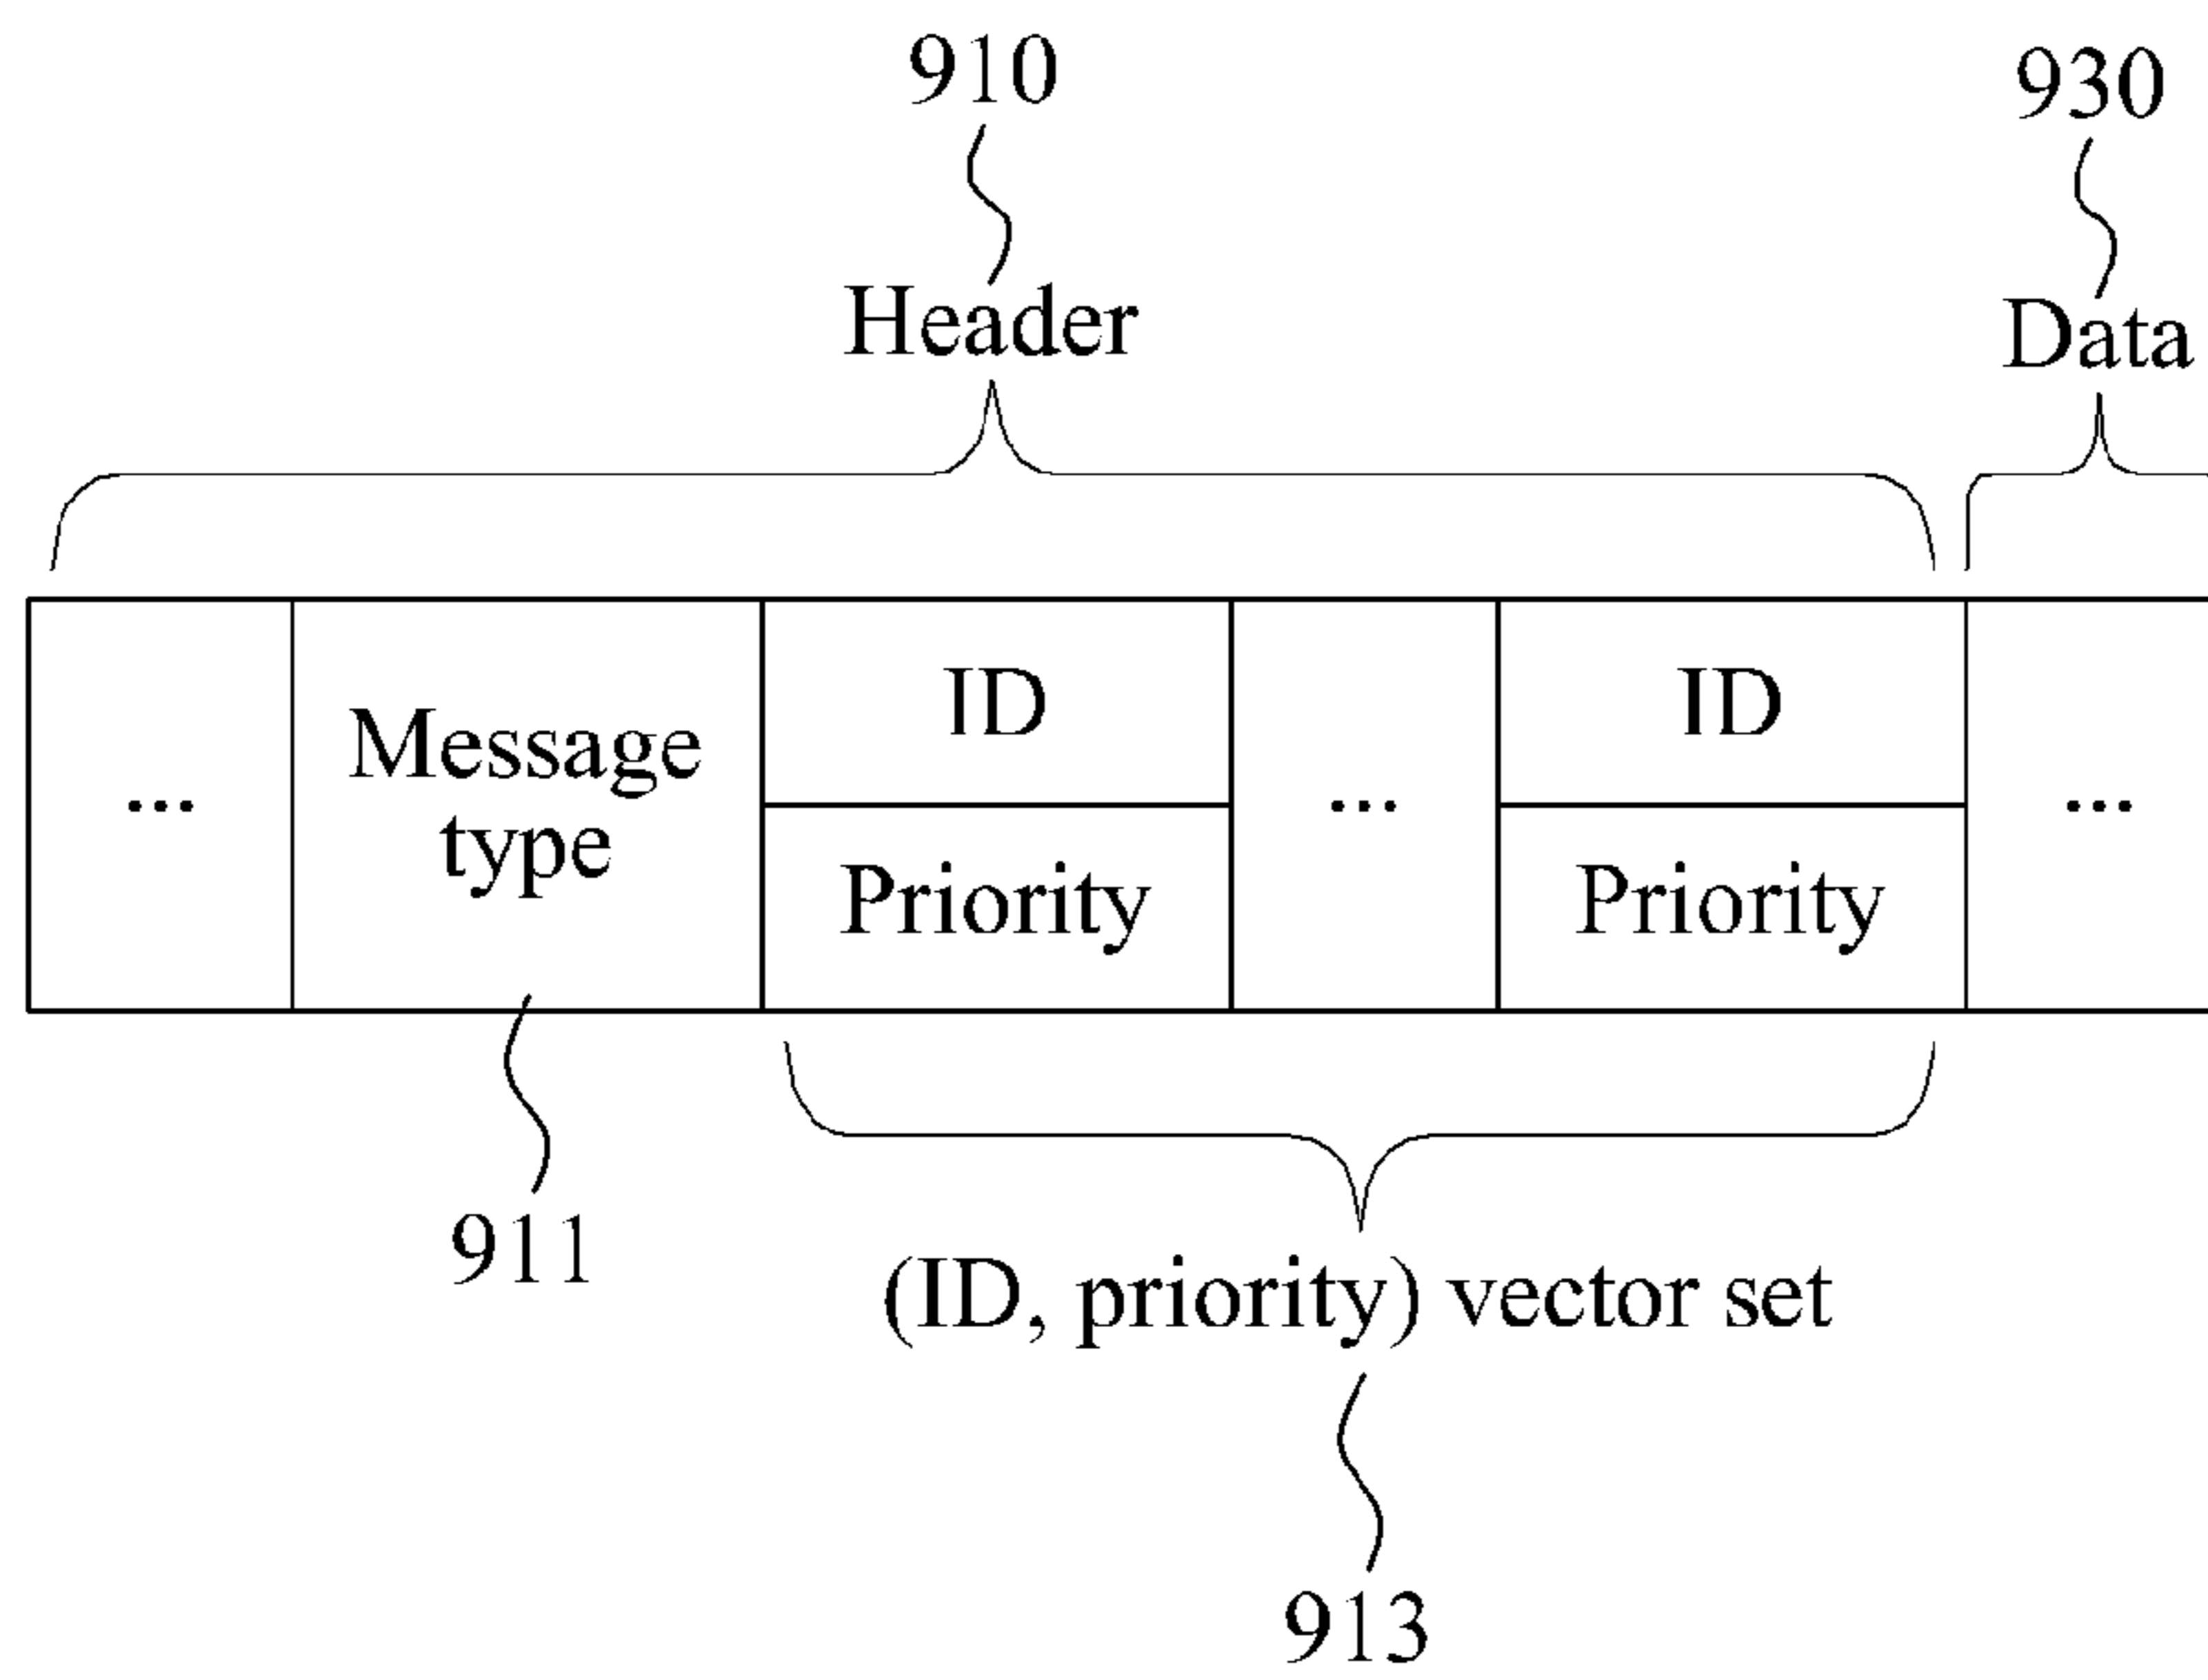 910
930
Header
Data
...
Message
type
ID
Priority
...
ID
Priority
...
911
(ID, priority) vector set
913